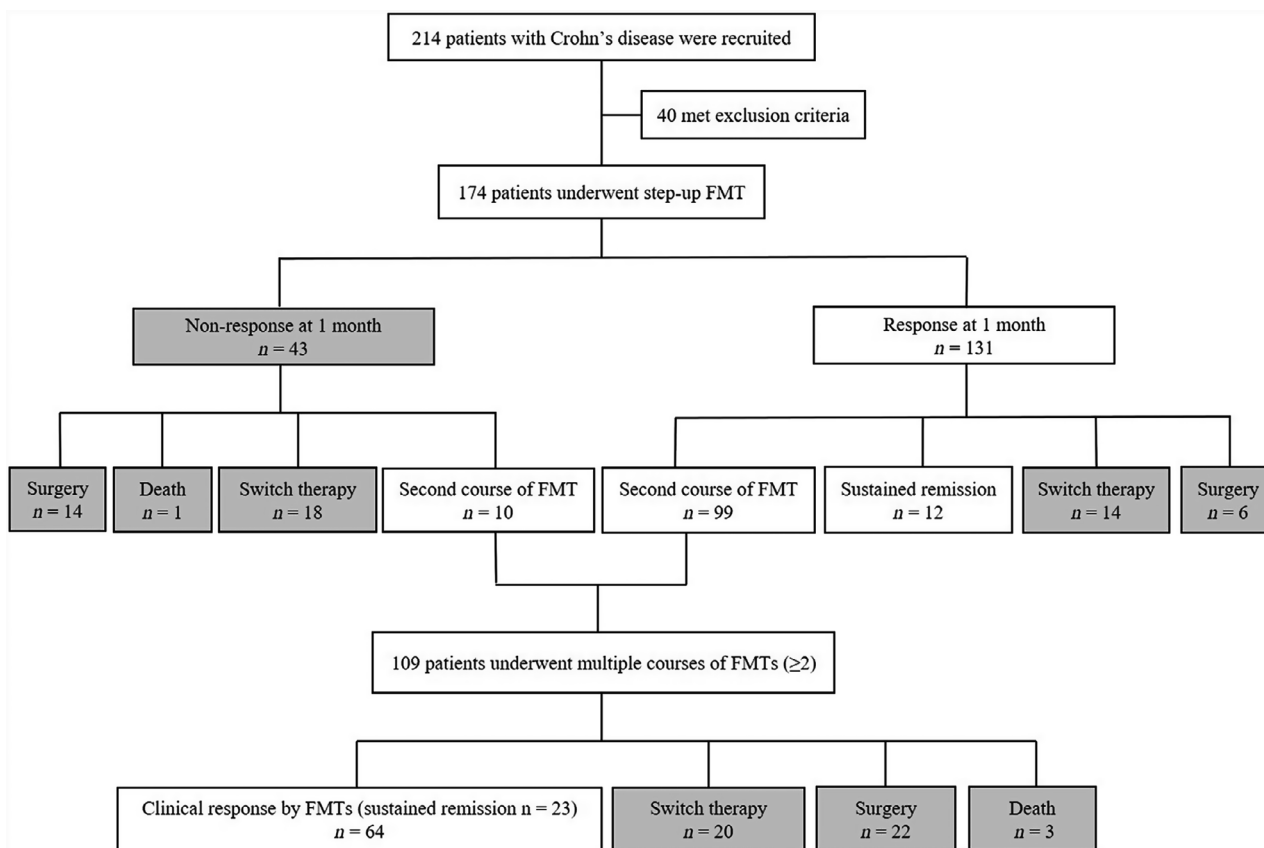 214 patients with Crohn's disease were recruited
40 met exclusion criteria
174 patients underwent step-up FMT
Non-response at 1 month
n = 43
Response at 1 month
n = 131
Surgery
n = 14
Death
n = 1
Switch therapy
n = 18
Second course of FMT
n = 10
Second course of FMT
n = 99
Sustained remission
n = 12
Switch therapy
n = 14
Surgery
n = 6
109 patients underwent multiple courses of FMTs (≥2)
Clinical response by FMTs (sustained remission n = 23)
n = 64
Switch therapy
n = 20
Surgery
n = 22
Death
n = 3